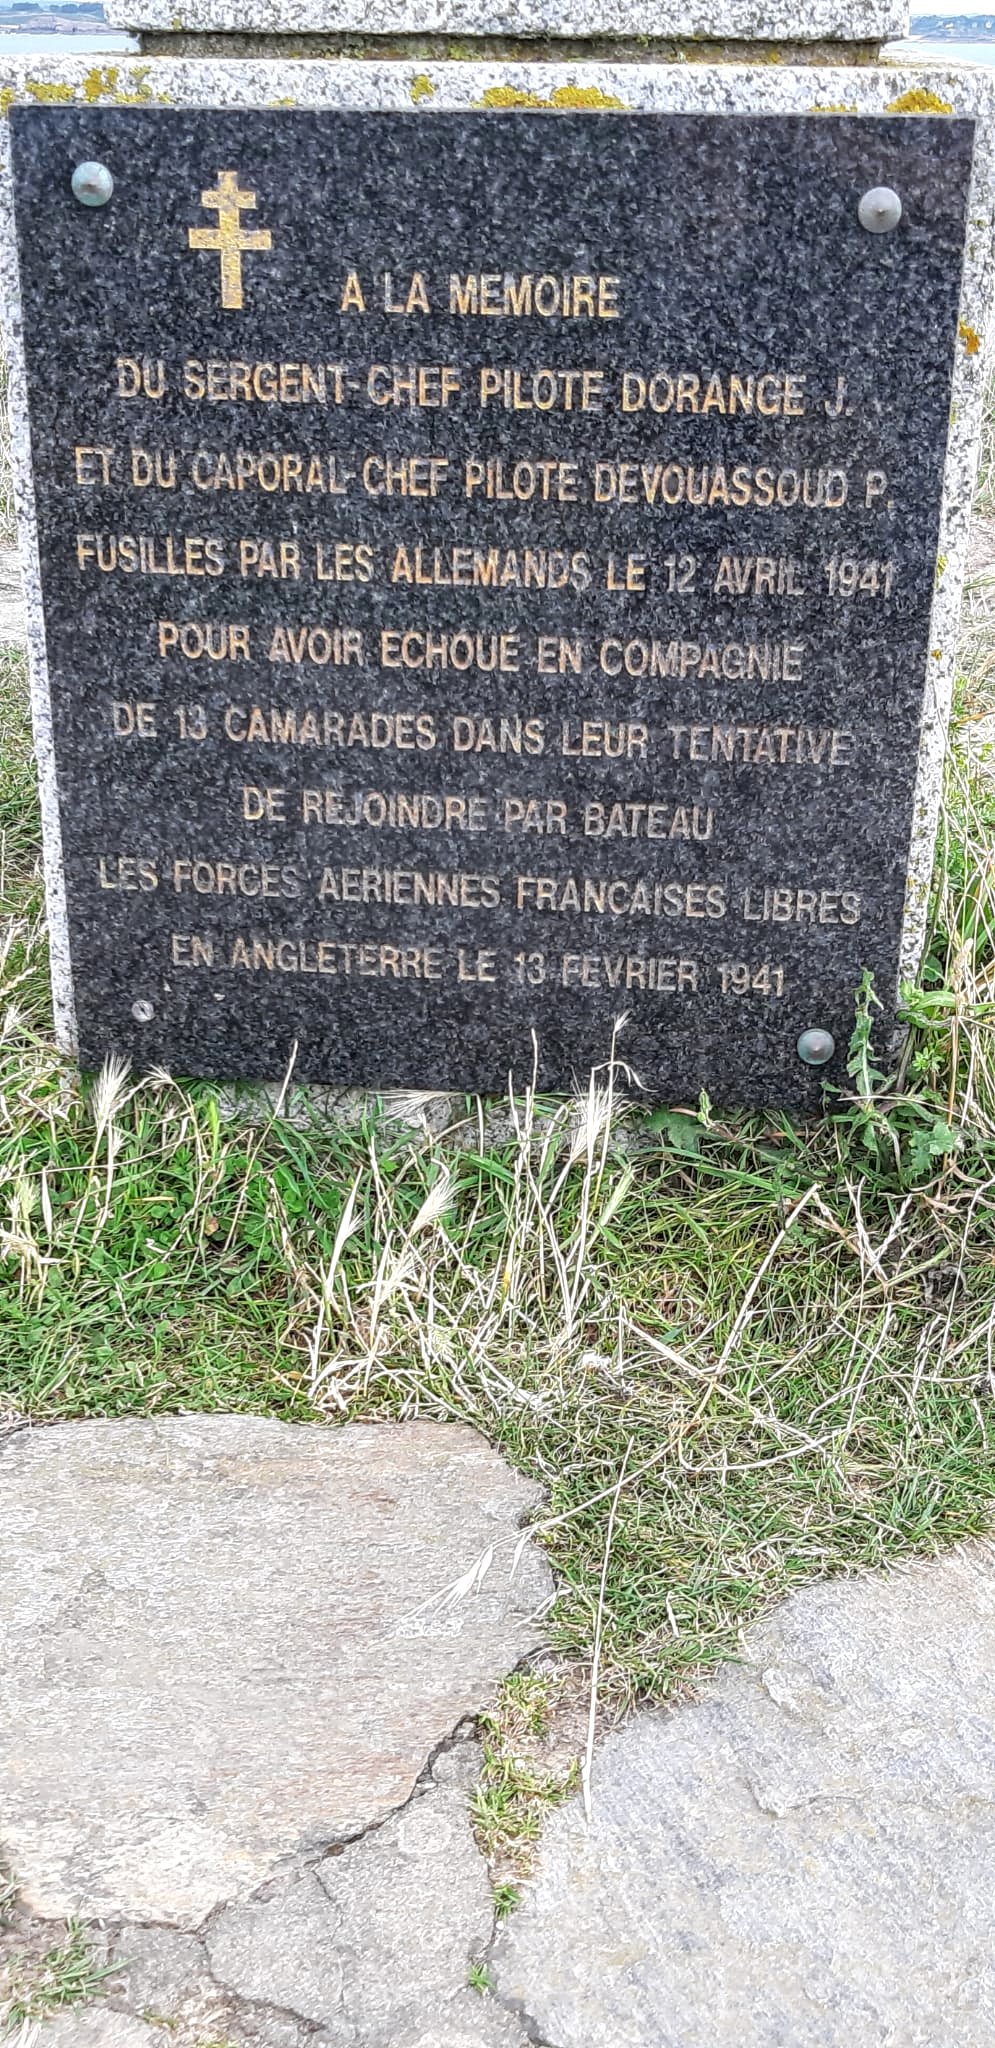 A LA MEMOIRE
DU SERGENT-CHEF PILOTE DORANGE J.
ET DU CAPORAL-CHEF PILOTE DEVOUASSOUD P.
FUSILLES PAR LES ALLEMANDS LE 12 AVRIL 1941
POUR AVOIR ECHOUÉ EN COMPAGNIE
DE 13 CAMARADES DANS LEUR TENTATIVE
DE REJOINDRE PAR BATEAU
LES FORCES AERIENNES FRANCAISES LIBRES
EN ANGLETERRE LE 13 FEVRIER 1941